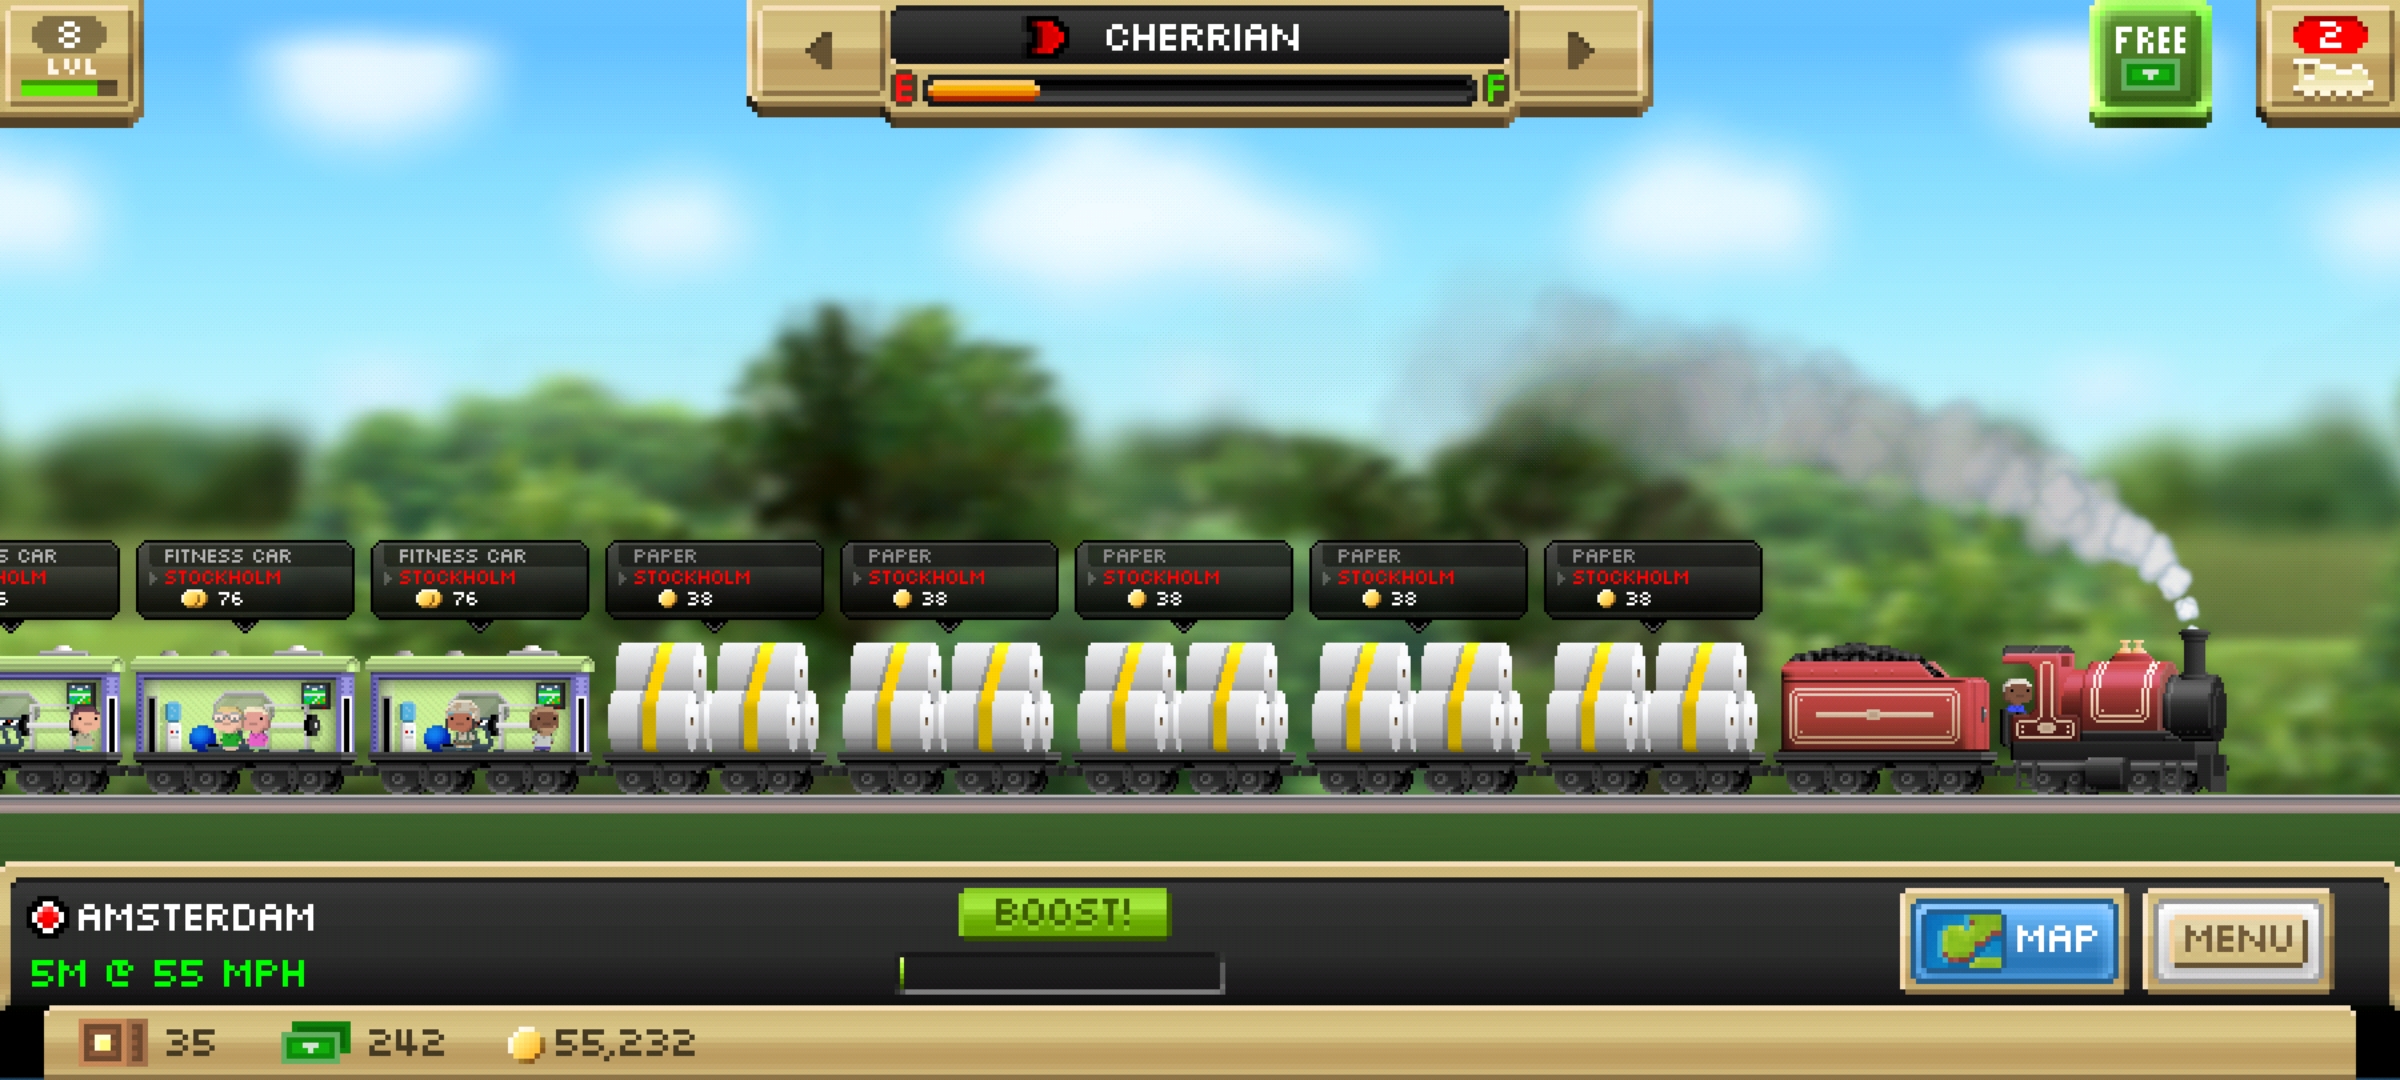 8
LVL
CHERRIAN
E
F
FREE
2
S CAR
HOLM
FITNESS CAR
STOCKHOLM
76
FITNESS CAR
STOCKHOLM
76
PAPER
STOCKHOLM
38
PAPER
STOCKHOLM
38
PAPER
STOCKHOLM
38
PAPER
STOCKHOLM
38
PAPER
STOCKHOLM
38
AMSTERDAM
5M @ 55 MPH
BOOST!
MAP
MENU
35
242
55,232